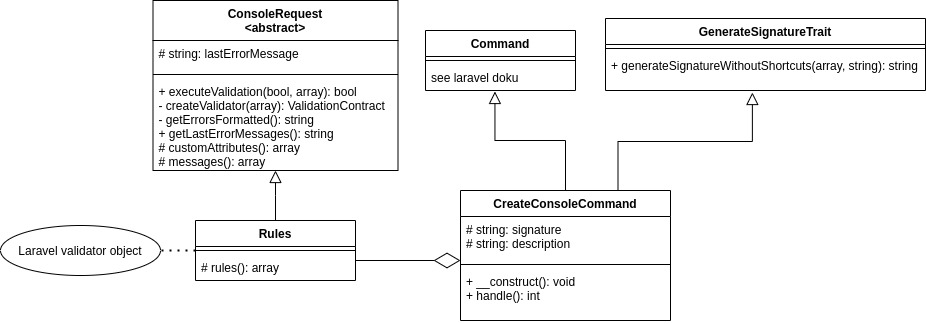 ConsoleRequest
<abstract>
# string: lastErrorMessage
+ executeValidation(bool, array): bool
- createValidator(array): ValidationContract
- getErrorsFormatted(): string
+ getLastErrorMessages(): string
# customAttributes(): array
# messages(): array
Command
see laravel doku
GenerateSignatureTrait
+ generateSignatureWithoutShortcuts(array, string): string
Laravel validator object
Rules
# rules(): array
CreateConsoleCommand
# string: signature
# string: description
+ __construct(): void
+ handle(): int